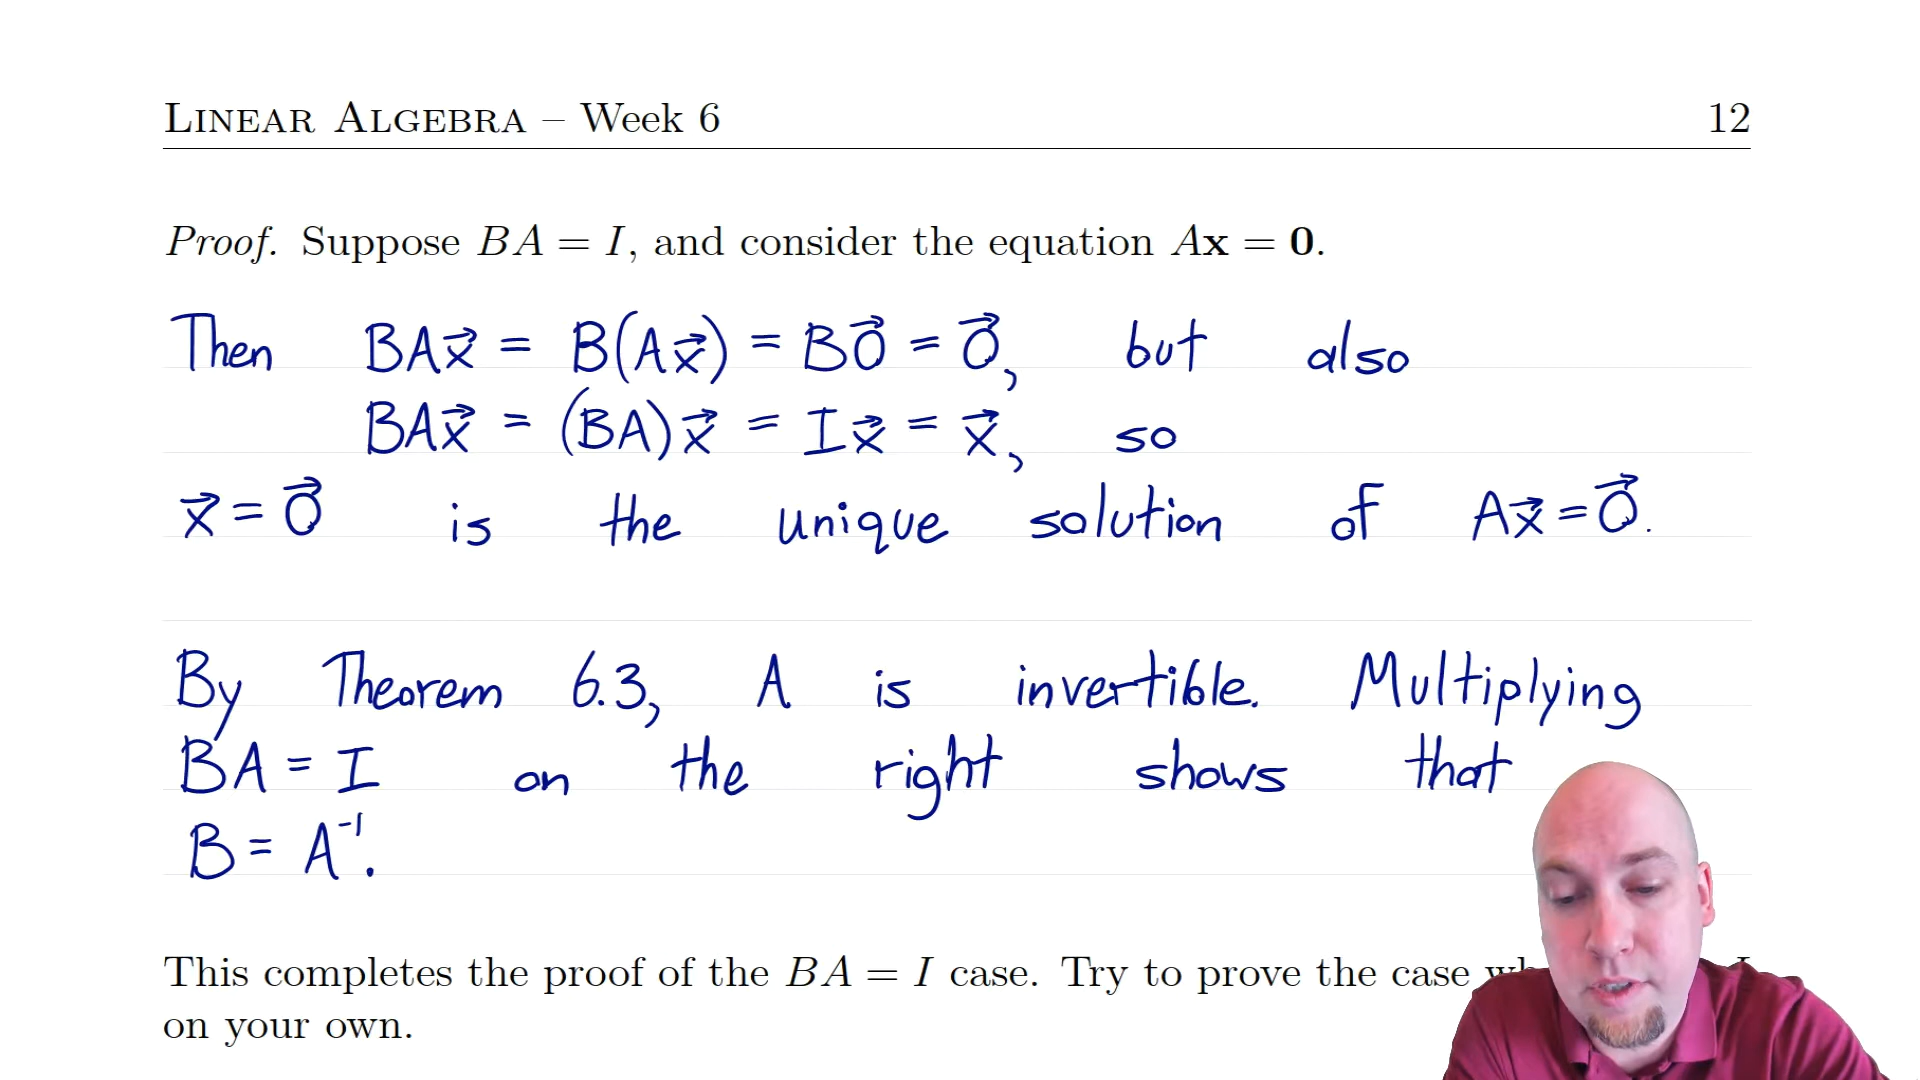 LINEAR ALGEBRA – Week 6 12
Proof. Suppose BA = I, and consider the equation Ax = 0.
Then BAx⃗ = B(Ax⃗) = B0⃗ = 0⃗, but also
BAx⃗ = (BA)x⃗ = Ix⃗ = x⃗, so
x⃗ = 0⃗ is the unique solution of Ax⃗ = 0⃗.
By Theorem 6.3, A is invertible. Multiplying
BA = I on the right shows that
B = A⁻¹.
This completes the proof of the BA = I case. Try to prove the case
on your own.